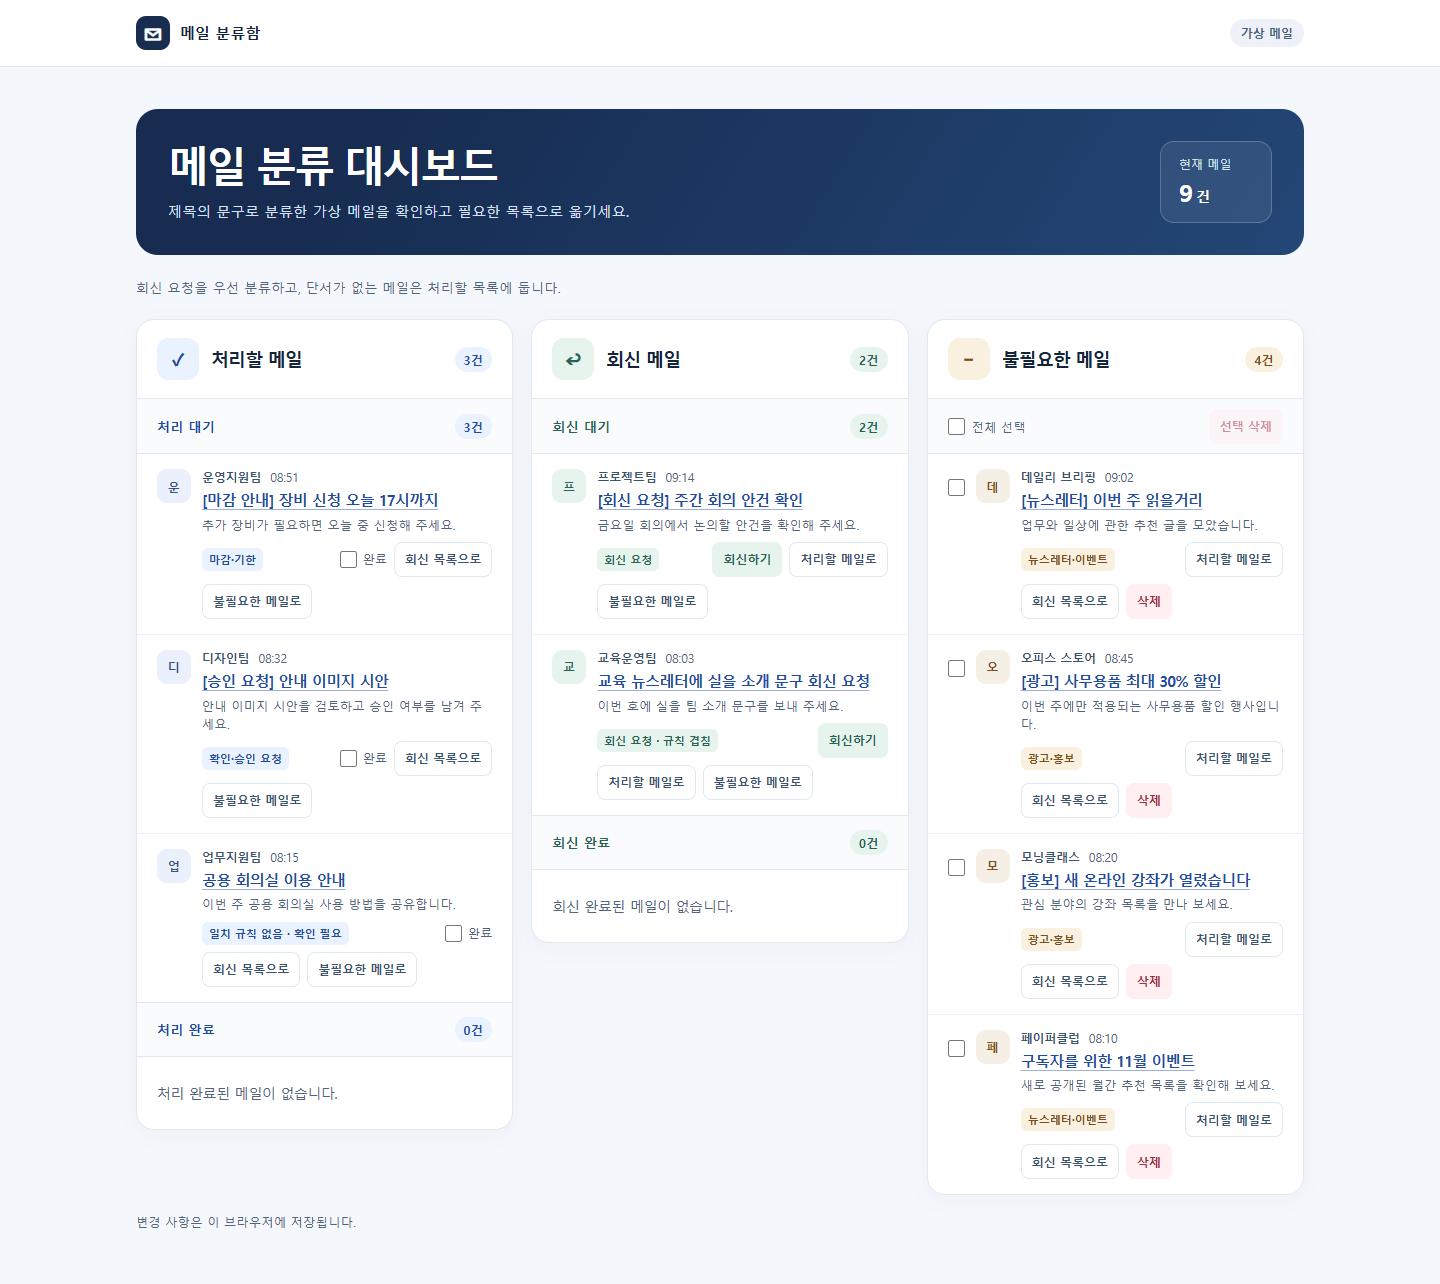 메일 분류함
가상 메일
메일 분류 대시보드
제목의 문구로 분류한 가상 메일을 확인하고 필요한 목록으로 옮기세요.
현재 메일
9건
회신 요청을 우선 분류하고, 단서가 없는 메일은 처리할 목록에 둡니다.
처리할 메일
3건
처리 대기
3건
운
운영지원팀 08:51
[마감 안내] 장비 신청 오늘 17시까지
추가 장비가 필요하면 오늘 중 신청해 주세요.
마감·기한
완료
회신 목록으로
불필요한 메일로
디
디자인팀 08:32
[승인 요청] 안내 이미지 시안
안내 이미지 시안을 검토하고 승인 여부를 남겨 주
세요.
확인·승인 요청
완료
회신 목록으로
불필요한 메일로
업
업무지원팀 08:15
공용 회의실 이용 안내
이번 주 공용 회의실 사용 방법을 공유합니다.
일치 규칙 없음 · 확인 필요
완료
회신 목록으로
불필요한 메일로
처리 완료
0건
처리 완료된 메일이 없습니다.
회신 메일
2건
회신 대기
2건
프
프로젝트팀 09:14
[회신 요청] 주간 회의 안건 확인
금요일 회의에서 논의할 안건을 확인해 주세요.
회신 요청
회신하기
처리할 메일로
불필요한 메일로
교
교육운영팀 08:03
교육 뉴스레터에 실을 소개 문구 회신 요청
이번 호에 실을 팀 소개 문구를 보내 주세요.
회신 요청 · 규칙 겹침
회신하기
처리할 메일로
불필요한 메일로
회신 완료
0건
회신 완료된 메일이 없습니다.
불필요한 메일
4건
전체 선택
선택 삭제
데
데일리 브리핑 09:02
[뉴스레터] 이번 주 읽을거리
업무와 일상에 관한 추천 글을 모았습니다.
뉴스레터·이벤트
처리할 메일로
회신 목록으로
삭제
오
오피스 스토어 08:45
[광고] 사무용품 최대 30% 할인
이번 주에만 적용되는 사무용품 할인 행사입니
다.
광고·홍보
처리할 메일로
회신 목록으로
삭제
모
모닝클래스 08:20
[홍보] 새 온라인 강좌가 열렸습니다
관심 분야의 강좌 목록을 만나 보세요.
광고·홍보
처리할 메일로
회신 목록으로
삭제
페
페이퍼클럽 08:10
구독자를 위한 11월 이벤트
새로 공개된 월간 추천 목록을 확인해 보세요.
뉴스레터·이벤트
처리할 메일로
회신 목록으로
삭제
변경 사항은 이 브라우저에 저장됩니다.